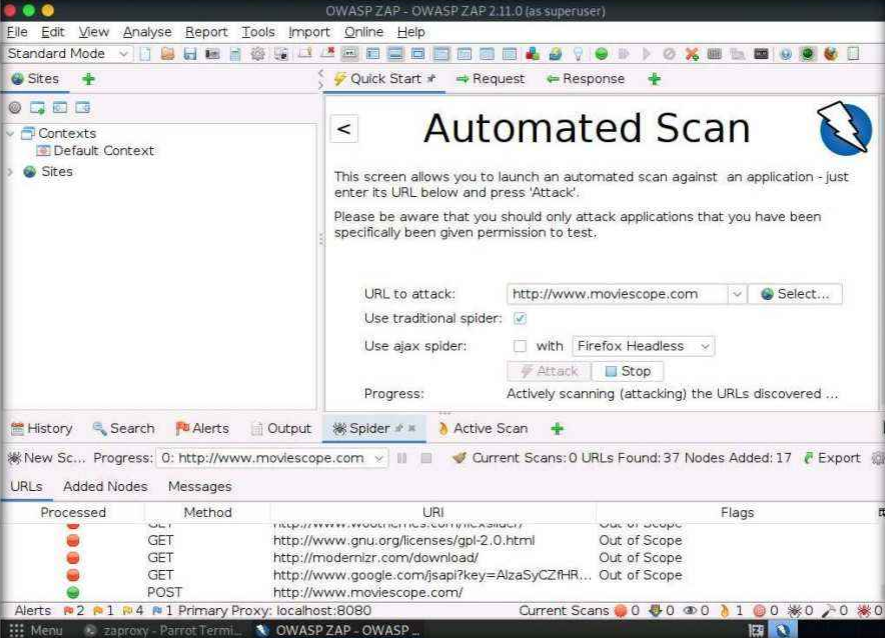 OWASP ZAP - OWASP ZAP 2.11.0 (as superuser)
File Edit View Analyse Report Tools Import Online Help
Standard Mode
Sites
Quick Start Request Response
Contexts
Default Context
Sites
<
Automated Scan
This screen allows you to launch an automated scan against an application - just
enter its URL below and press 'Attack'.
Please be aware that you should only attack applications that you have been
specifically been given permission to test.
URL to attack: http://www.moviescope.com Select...
Use traditional spider:
Use ajax spider: with Firefox Headless
Attack Stop
Progress: Actively scanning (attacking) the URLs discovered ...
History Search Alerts Output Spider Active Scan
New Sc... Progress: 0: http://www.moviescope.com Current Scans: 0 URLs Found: 37 Nodes Added: 17 Export
URLs Added Nodes Messages
Processed Method URI Flags
GET http://www.woothemes.com/flexslider/ Out of Scope
GET http://www.gnu.org/licenses/gpl-2.0.html Out of Scope
GET http://modernizr.com/download/ Out of Scope
GET http://www.google.com/jsapi?key=AIzaSyCZfHR... Out of Scope
POST http://www.moviescope.com/
Alerts 2 1 4 1 Primary Proxy: localhost:8080 Current Scans 0 0 0 1 0 0 0 0
Menu zaproxy - Parrot Termi... OWASP ZAP - OWASP ...